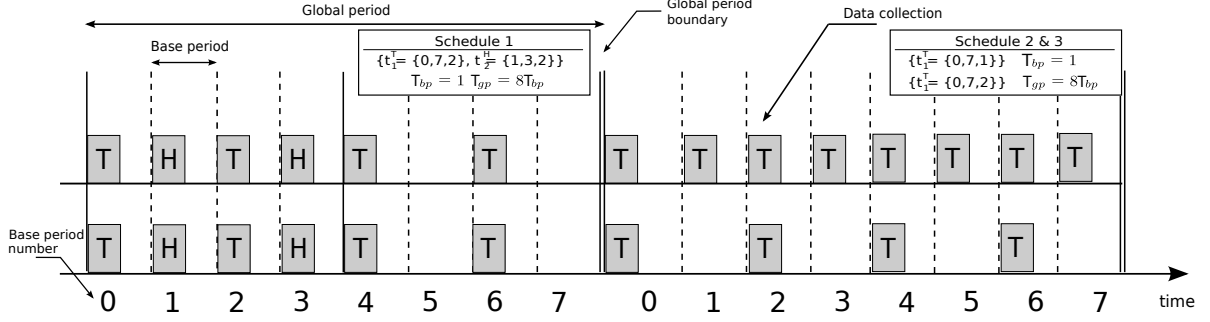 Global period
Global period
boundary
Data collection
Base period
Schedule 1
{t₁ᵀ= {0,7,2}, t₂ᴴ= {1,3,2}}
T_bp = 1 T_gp = 8T_bp
Schedule 2 & 3
{t₁ᵀ= {0,7,1}} T_bp = 1
{t₁ᵀ= {0,7,2}} T_gp = 8T_bp
T H T H T T T T T T T T T T
T H T H T T T T T T
Base period
number
0 1 2 3 4 5 6 7 0 1 2 3 4 5 6 7 time